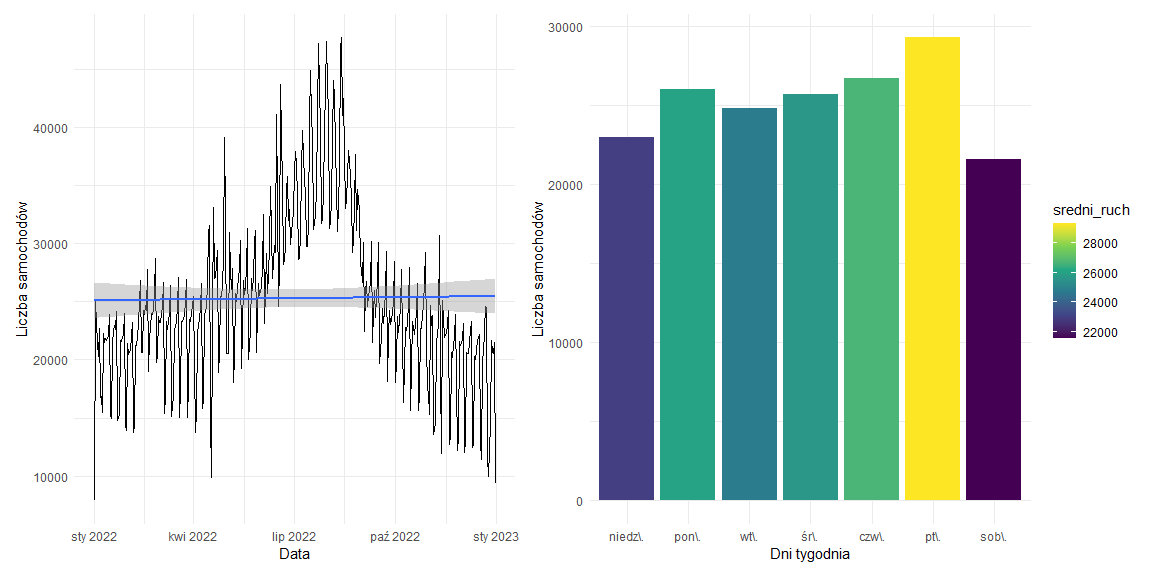 Liczba samochodów
40000
30000
20000
10000
sty 2022
kwi 2022
lip 2022
paź 2022
sty 2023
Data
Liczba samochodów
30000
20000
10000
0
niedz\.
pon\.
wt\.
śr\.
czw\.
pt\.
sob\.
Dni tygodnia
sredni_ruch
28000
26000
24000
22000